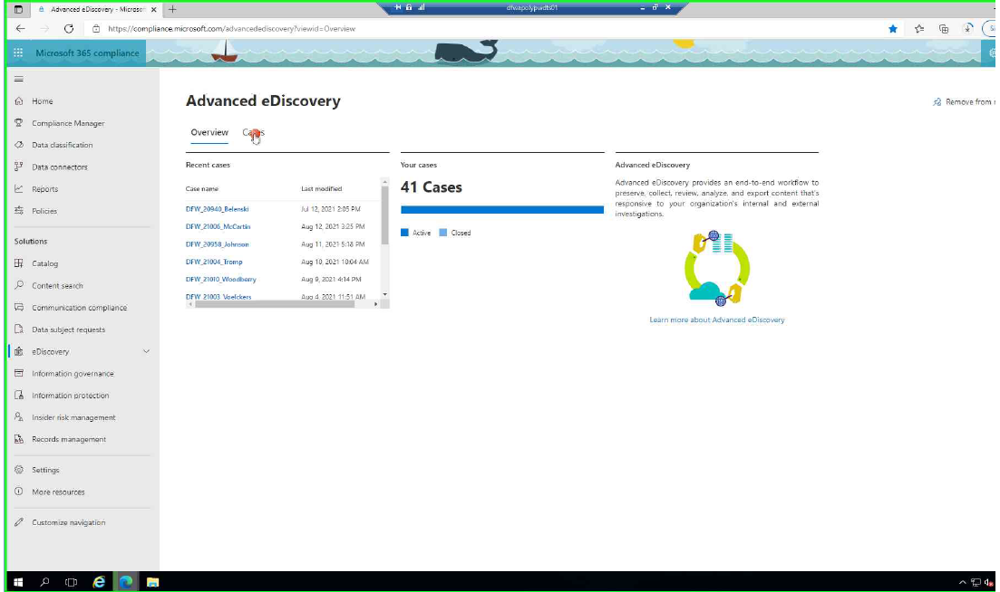 Advanced eDiscovery - Microsof
dfwapolypwdts01
https://compliance.microsoft.com/advancedediscovery?viewid=Overview
Microsoft 365 compliance
Home
Compliance Manager
Data classification
Data connectors
Reports
Policies
Solutions
Catalog
Content search
Communication compliance
Data subject requests
eDiscovery
Information governance
Information protection
Insider risk management
Records management
Settings
More resources
Customize navigation
Advanced eDiscovery
Remove from
Overview Cases
Recent cases
Case name Last modified
DFW_20940_Belenski Jul 12, 2021 2:05 PM
DFW_21006_McCartin Aug 12, 2021 3:25 PM
DFW_20958_Johnson Aug 11, 2021 5:18 PM
DFW_21004_Tromp Aug 10, 2021 10:04 AM
DFW_21010_Woodberry Aug 9, 2021 4:14 PM
DFW_21003_Voelckers Aug 4, 2021 11:51 AM
Your cases
41 Cases
Active Closed
Advanced eDiscovery
Advanced eDiscovery provides an end-to-end workflow to
preserve, collect, review, analyze, and export content that's
responsive to your organization's internal and external
investigations.
Learn more about Advanced eDiscovery